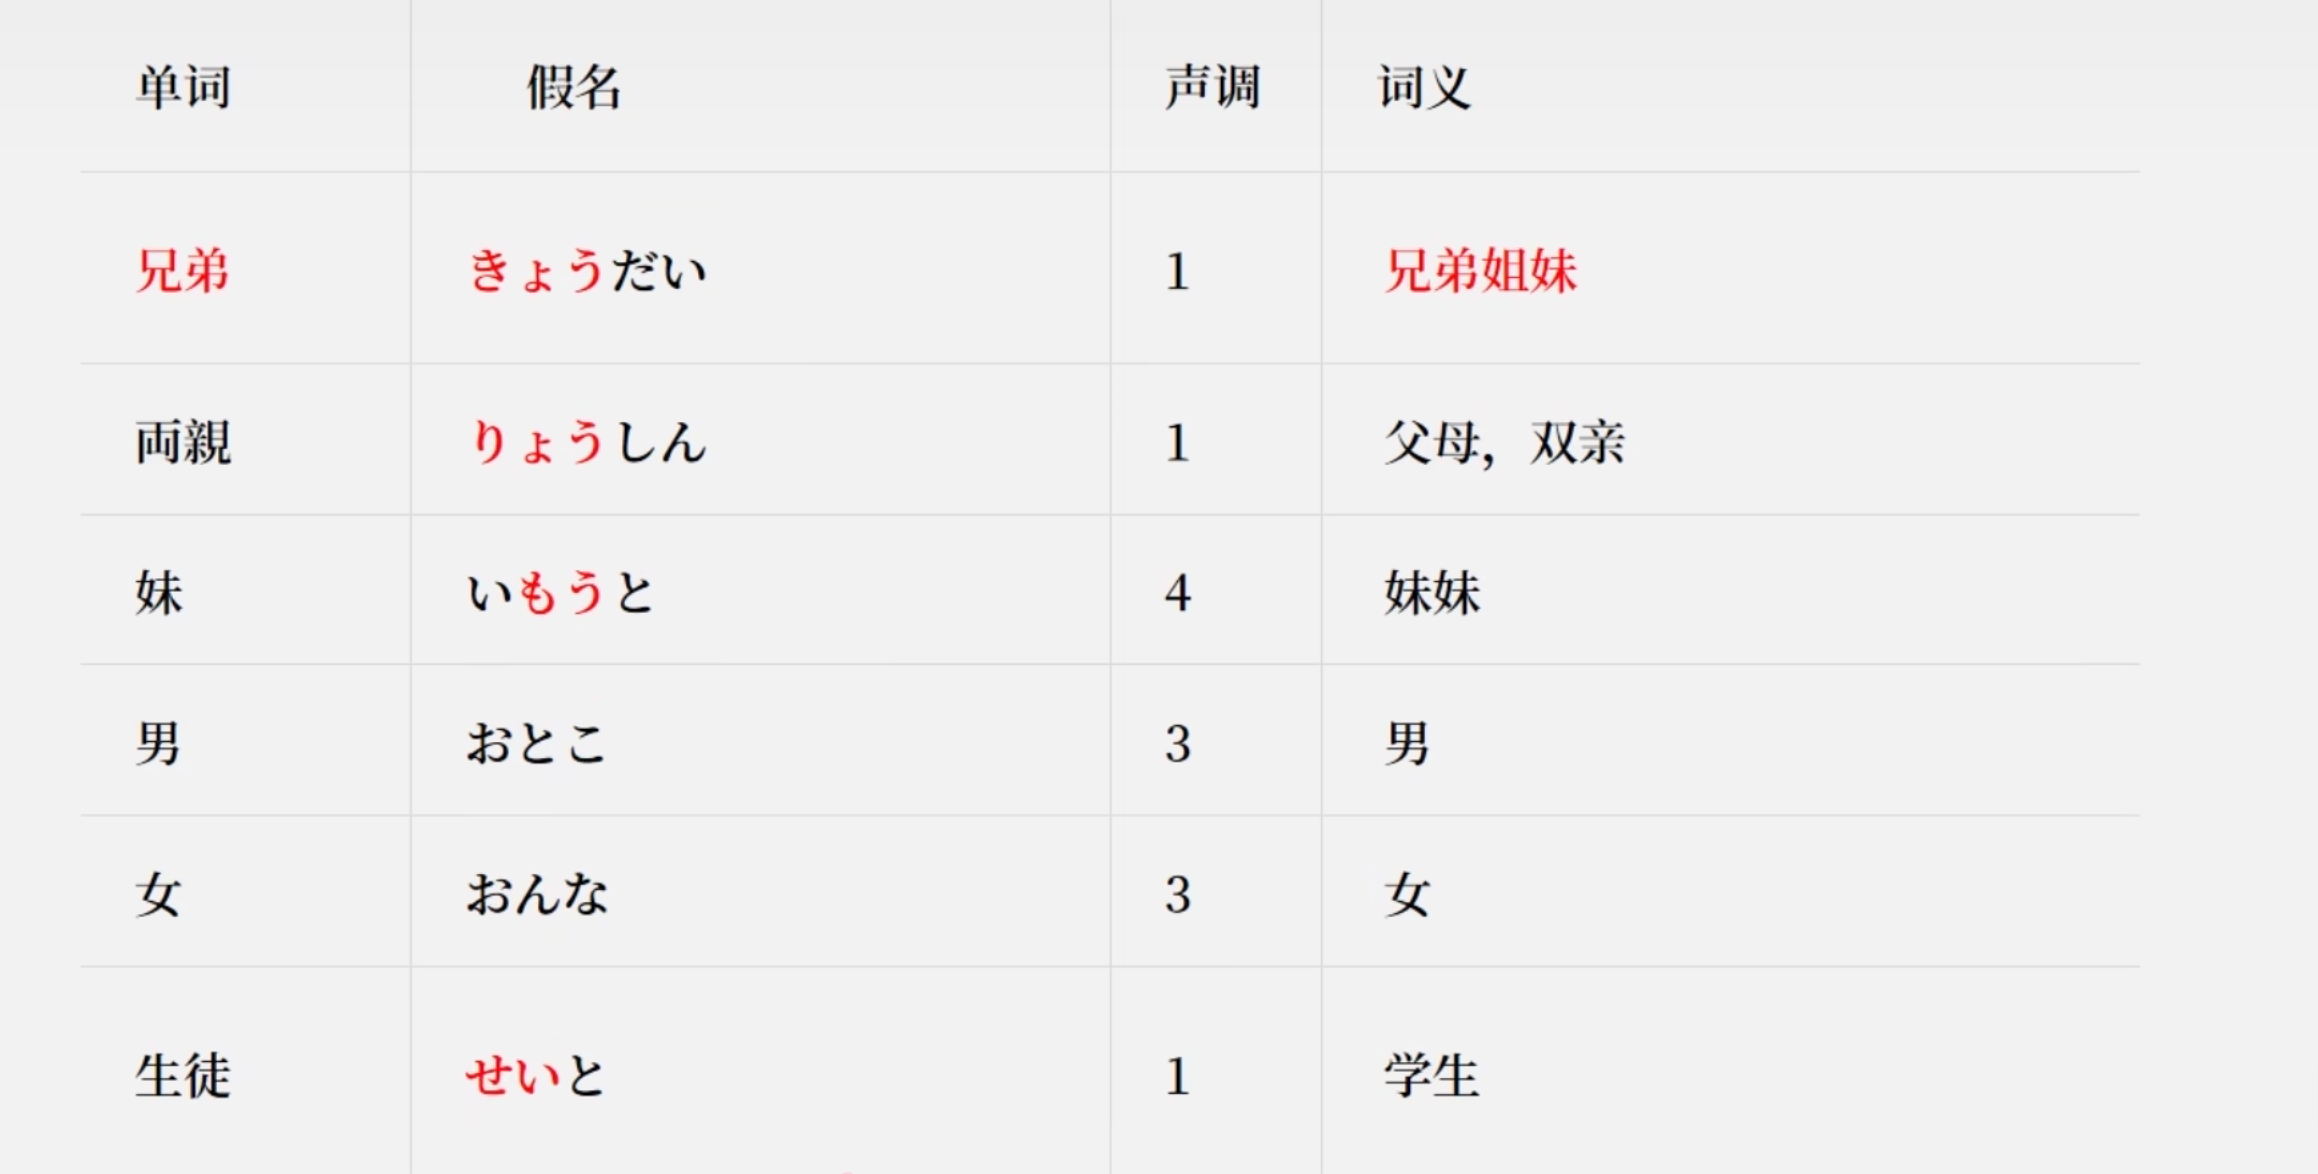 单词 假名 声调 词义
兄弟 きょうだい 1 兄弟姐妹
両親 りょうしん 1 父母，双亲
妹 いもうと 4 妹妹
男 おとこ 3 男
女 おんな 3 女
生徒 せいと 1 学生